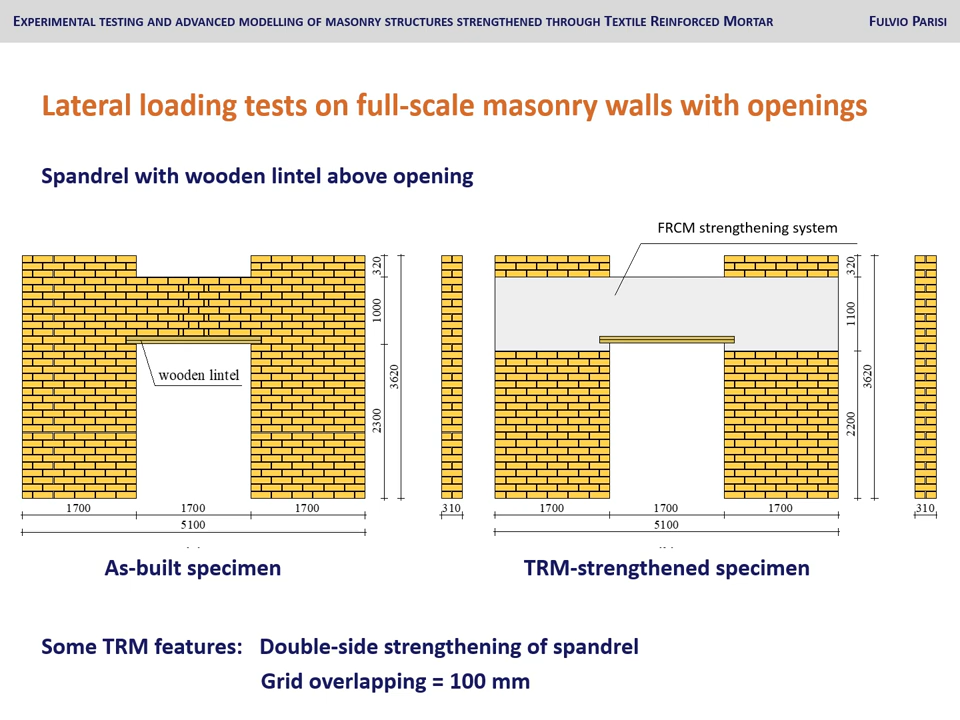 EXPERIMENTAL TESTING AND ADVANCED MODELLING OF MASONRY STRUCTURES STRENGTHENED THROUGH TEXTILE REINFORCED MORTAR FULVIO PARISI
Lateral loading tests on full-scale masonry walls with openings
Spandrel with wooden lintel above opening
FRCM strengthening system
320
1000
2300
3620
wooden lintel
1700 1700 1700
5100
310
320
1100
2200
3620
1700 1700 1700
5100
310
As-built specimen
TRM-strengthened specimen
Some TRM features: Double-side strengthening of spandrel
Grid overlapping = 100 mm